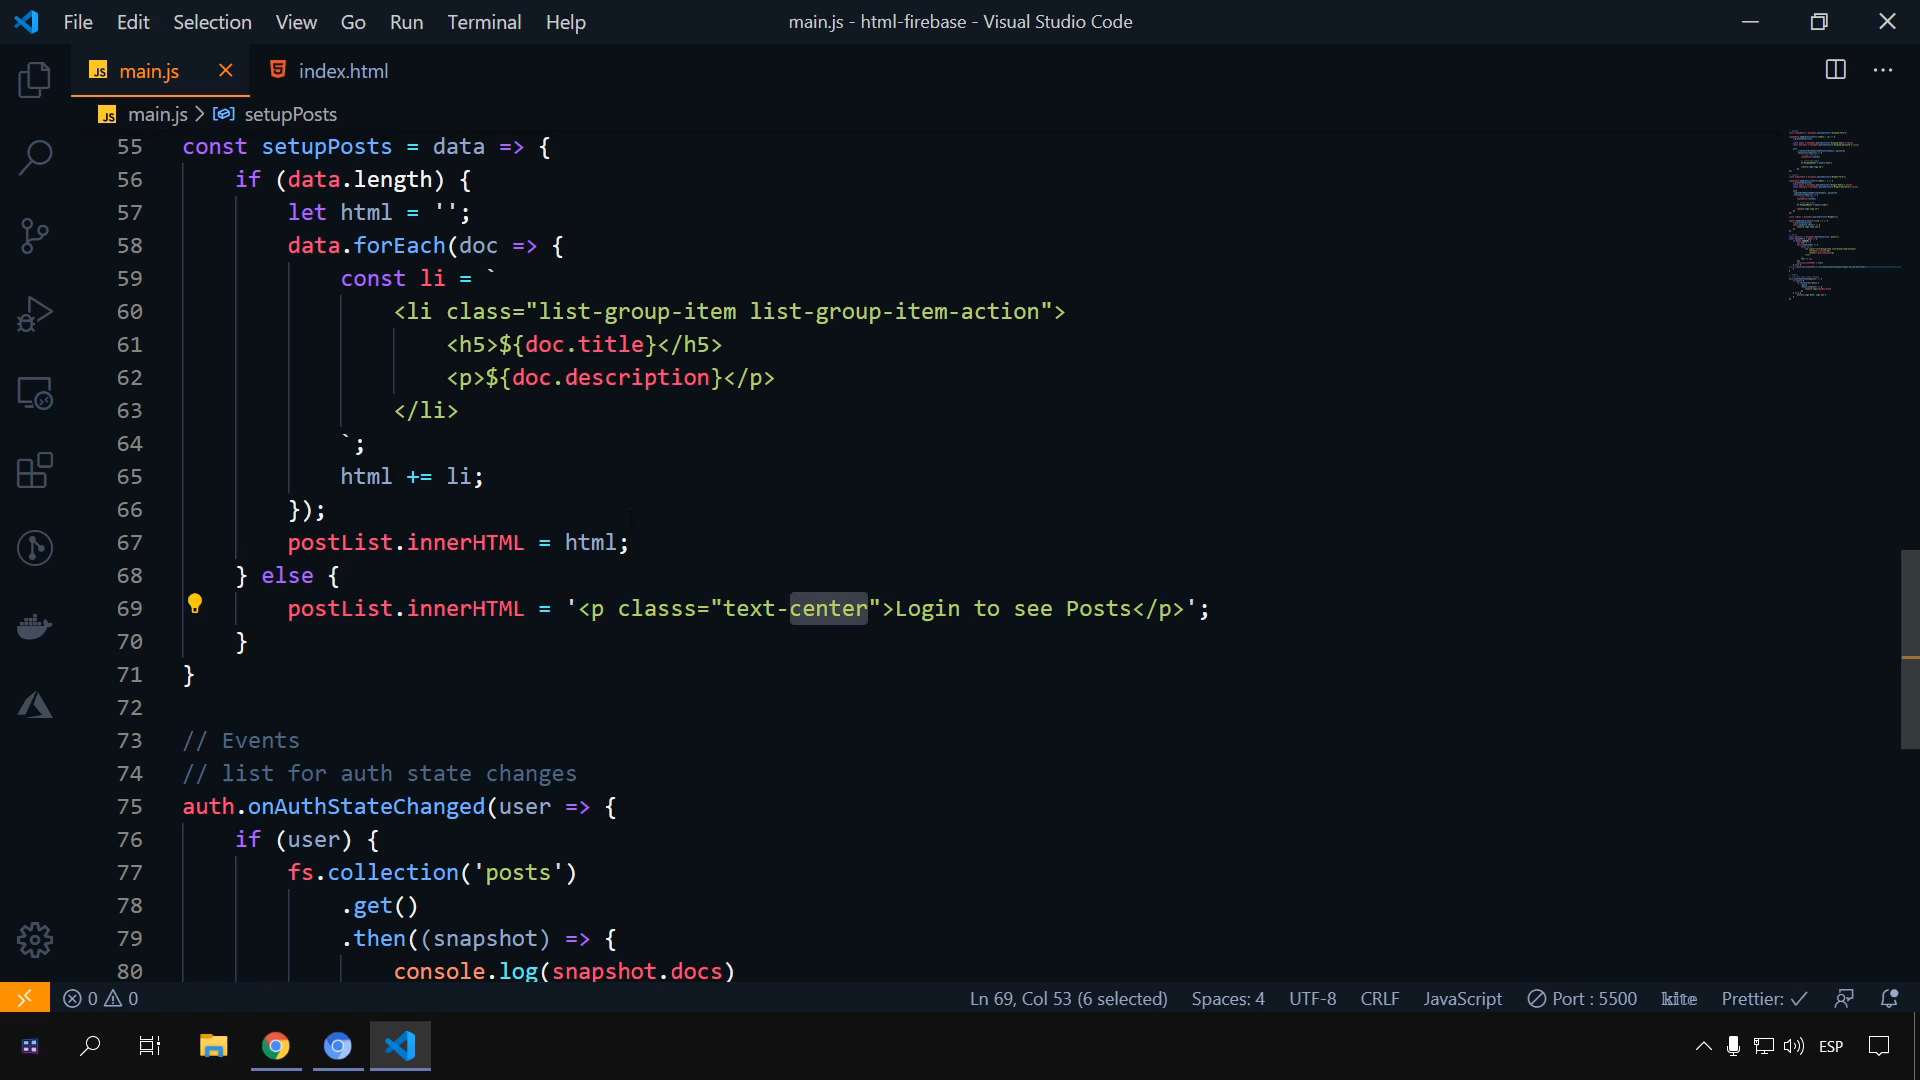 File Edit Selection View Go Run Terminal Help main.js - html-firebase - Visual Studio Code
JS main.js index.html
JS main.js > setupPosts
55 const setupPosts = data => {
56 if (data.length) {
57 let html = '';
58 data.forEach(doc => {
59 const li = `
60 <li class="list-group-item list-group-item-action">
61 <h5>${doc.title}</h5>
62 <p>${doc.description}</p>
63 </li>
64 `;
65 html += li;
66 });
67 postList.innerHTML = html;
68 } else {
69 postList.innerHTML = '<p classs="text-center">Login to see Posts</p>';
70 }
71 }
72
73 // Events
74 // list for auth state changes
75 auth.onAuthStateChanged(user => {
76 if (user) {
77 fs.collection('posts')
78 .get()
79 .then((snapshot) => {
80 console.log(snapshot.docs)
0 0 Ln 69, Col 53 (6 selected) Spaces: 4 UTF-8 CRLF JavaScript Port : 5500 kite Prettier: ✓
ESP